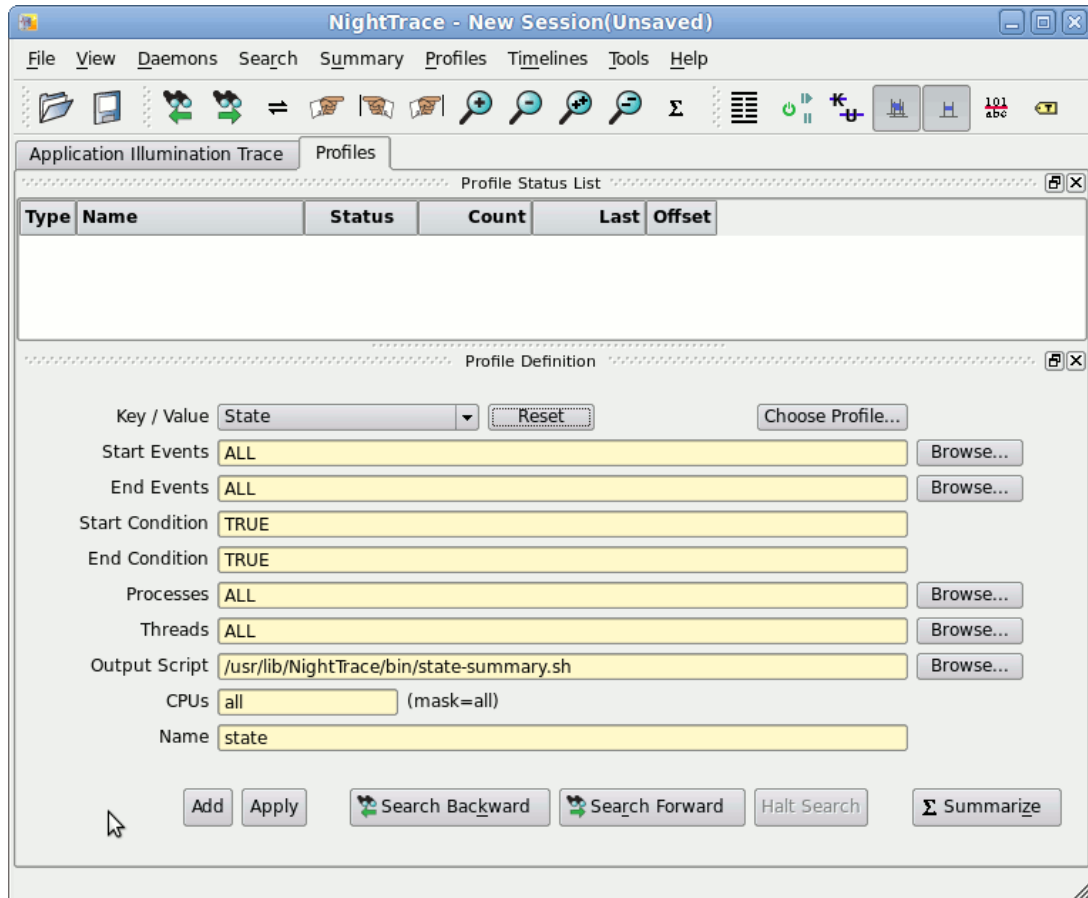 NightTrace - New Session(Unsaved)
File View Daemons Search Summary Profiles Timelines Tools Help
Σ K U 101 abc T
Application Illumination Trace Profiles
Profile Status List
Type Name Status Count Last Offset
Profile Definition
Key / Value State Reset Choose Profile...
Start Events ALL Browse...
End Events ALL Browse...
Start Condition TRUE
End Condition TRUE
Processes ALL Browse...
Threads ALL Browse...
Output Script /usr/lib/NightTrace/bin/state-summary.sh Browse...
CPUs all (mask=all)
Name state
Add Apply Search Backward Search Forward Halt Search Σ Summarize